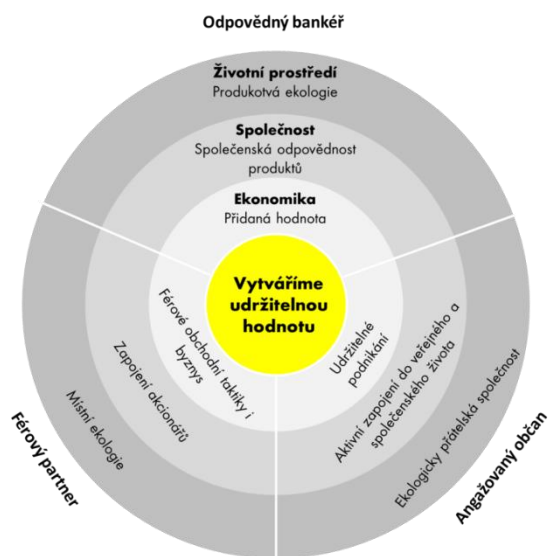 Odpovědný bankéř
Životní prostředí
Produkotvá ekologie
Společnost
Společenská odpovědnost
produktů
Ekonomika
Přidaná hodnota
Vytváříme
udržitelnou
hodnotu
Férové obchodní taktiky i
byznys
Zapojení akcionářů
Místní ekologie
Férový partner
Udržitelné
podnikání
Aktivní zapojení do veřejného a
společenského života
Ekologicky přátelská společnost
Angažovaný občan